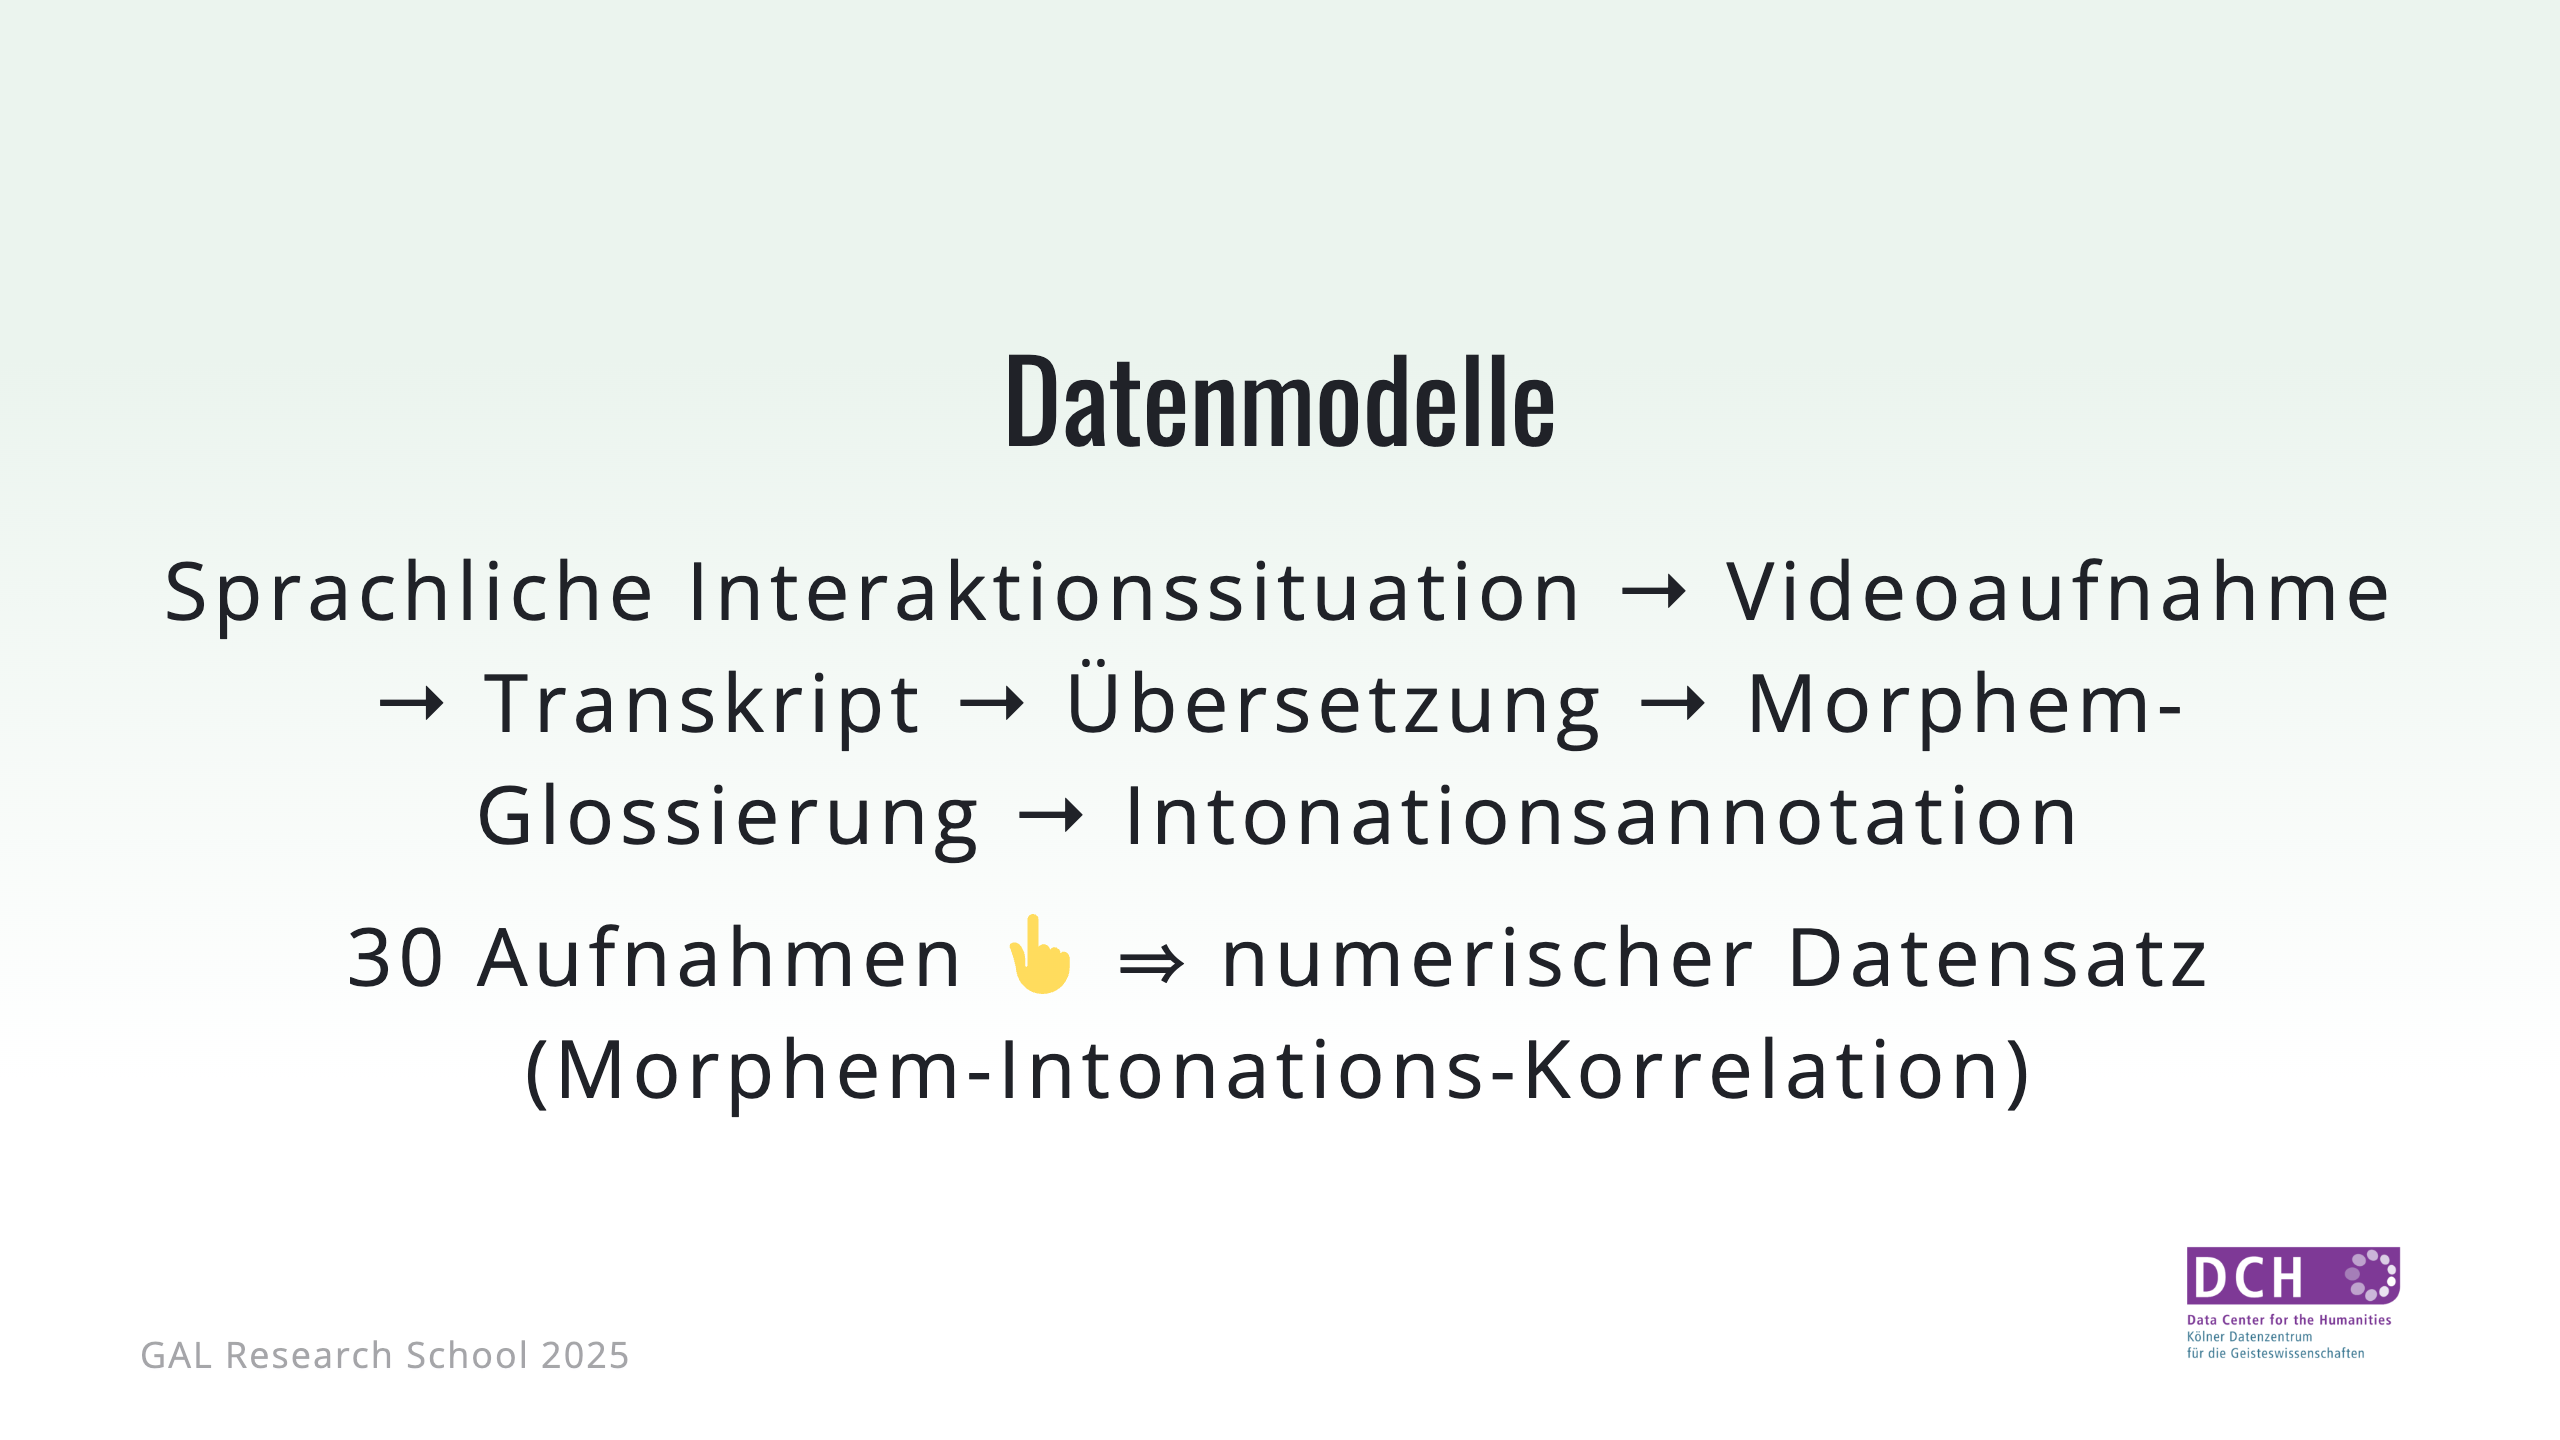 Datenmodelle
Sprachliche Interaktionssituation → Videoaufnahme
→ Transkript → Übersetzung → Morphem-
Glossierung → Intonationsannotation
30 Aufnahmen 👆 ⇒ numerischer Datensatz
(Morphem-Intonations-Korrelation)
GAL Research School 2025
DCH
Data Center for the Humanities
Kölner Datenzentrum
für die Geisteswissenschaften